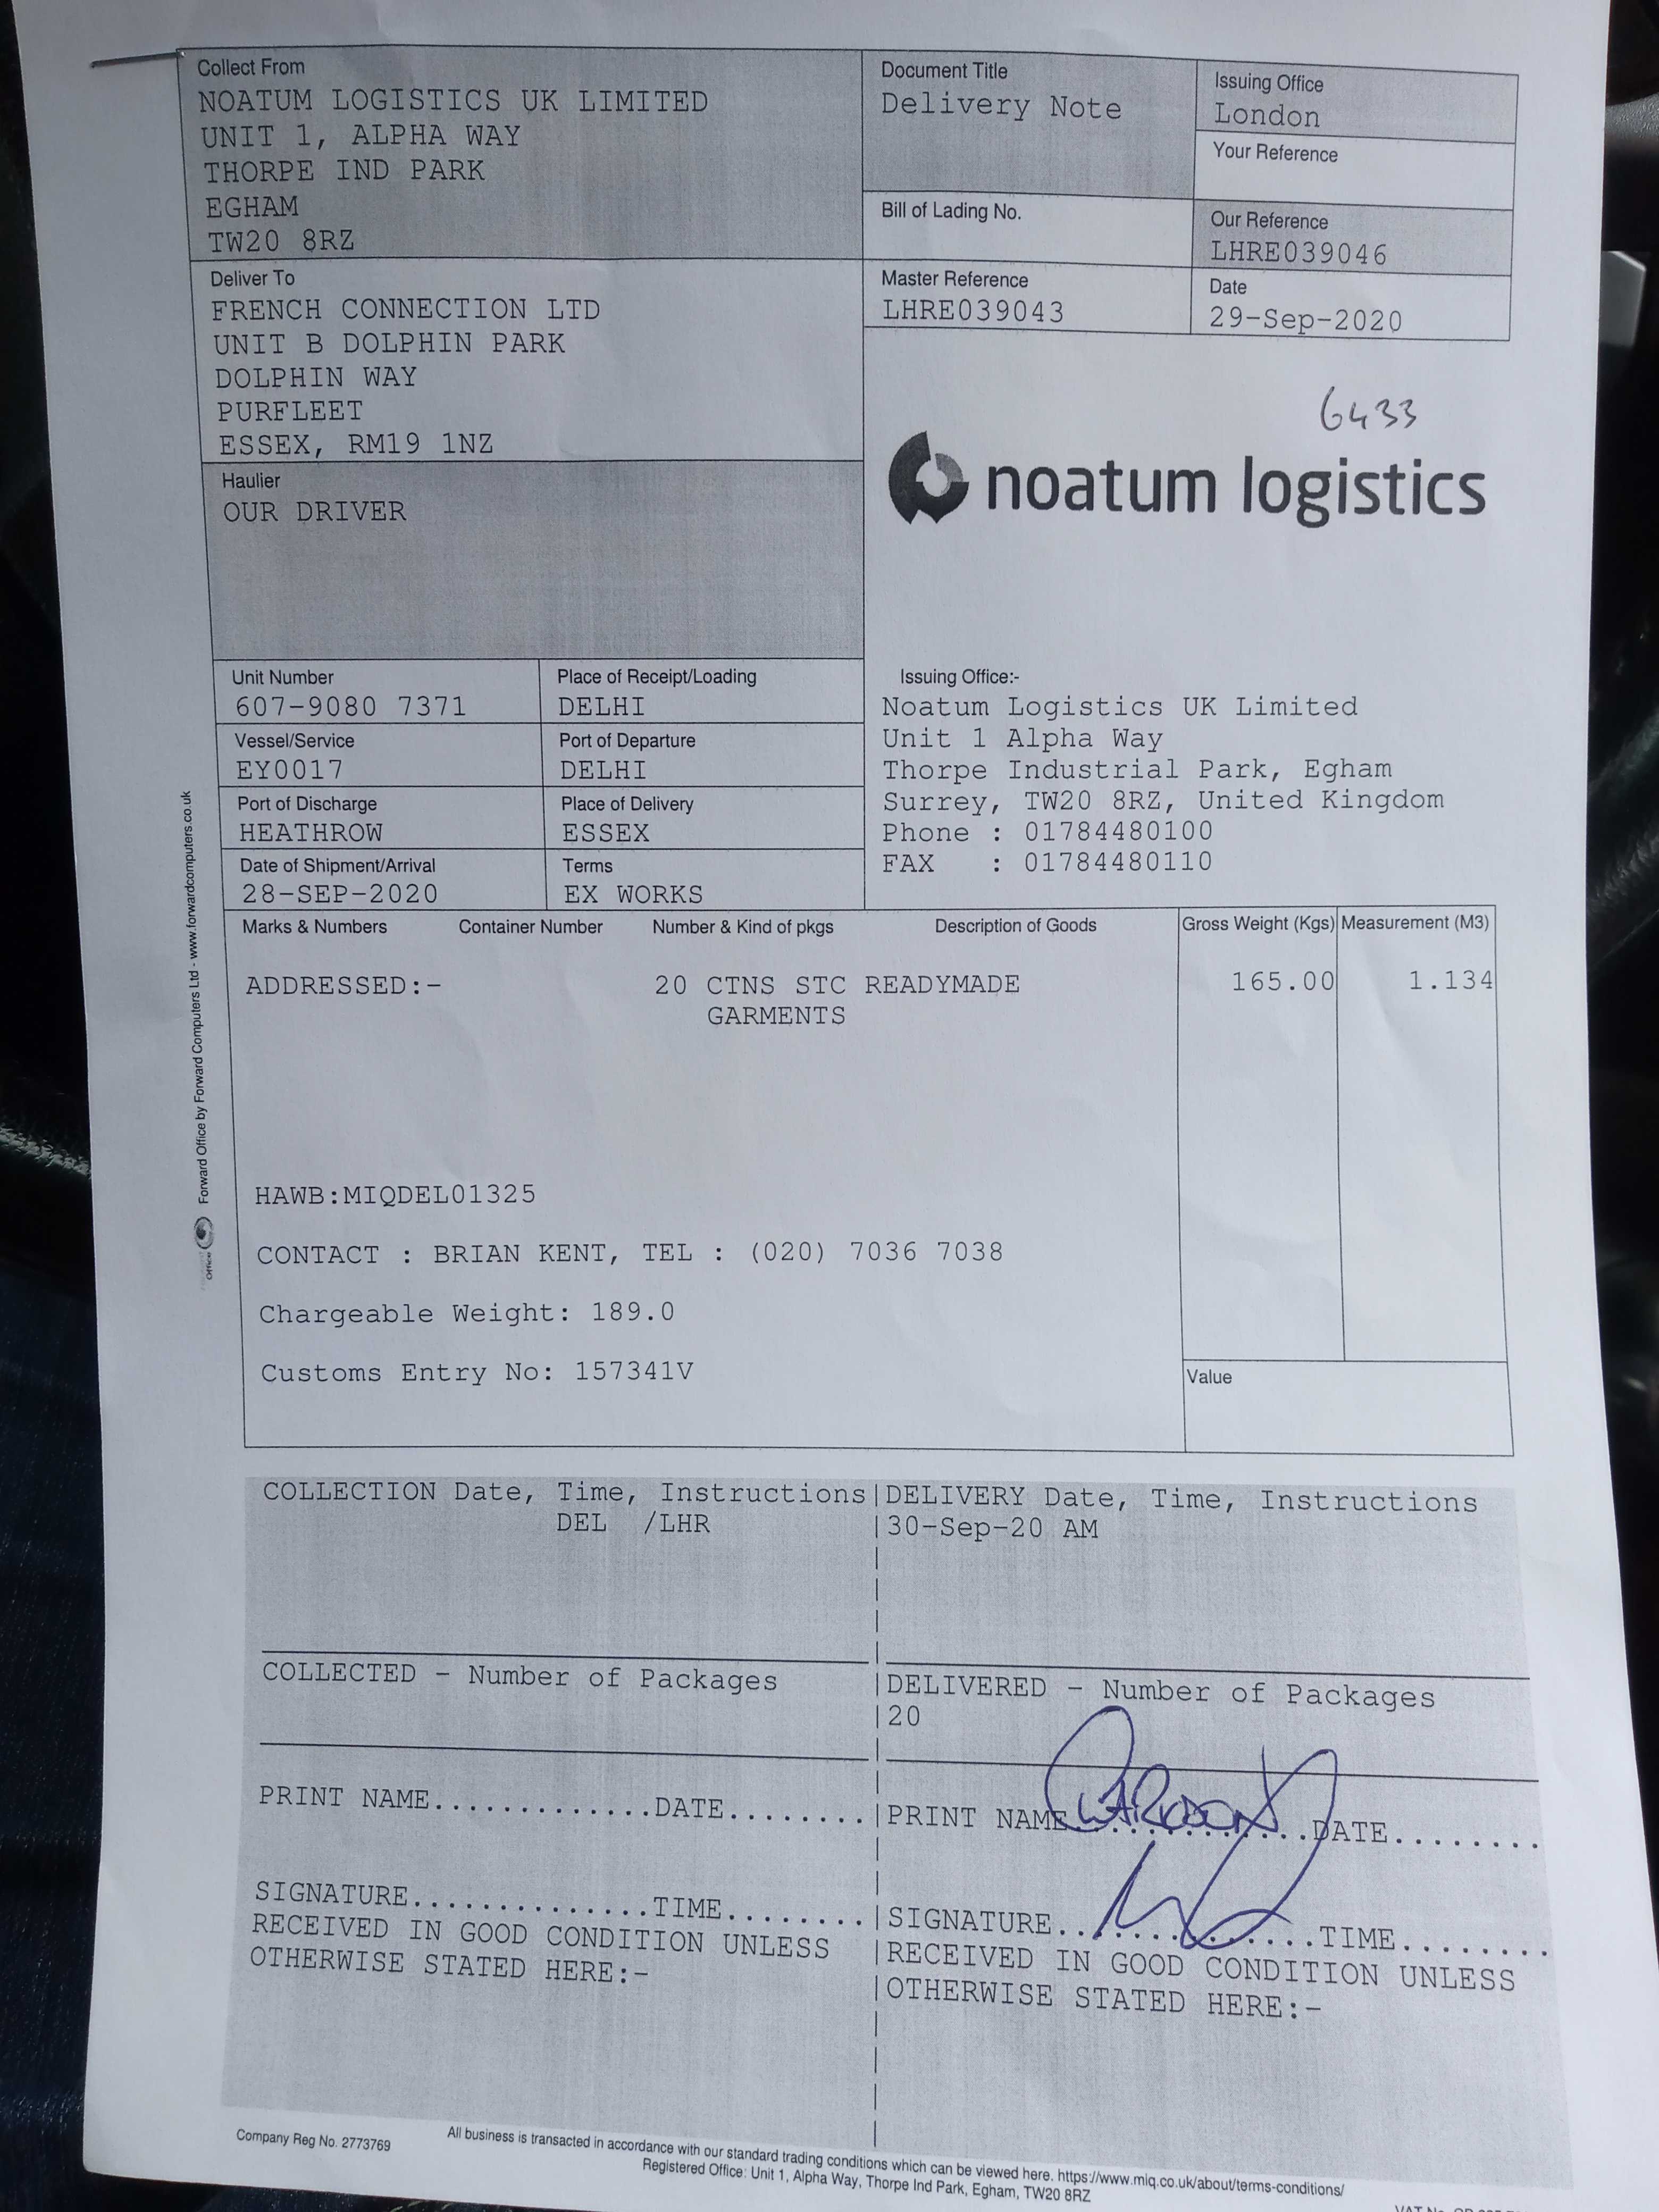 Collect From
NOATUM LOGISTICS UK LIMITED
UNIT 1, ALPHA WAY
THORPE IND PARK
EGHAM
TW20 8RZ
Document Title
Delivery Note
Issuing Office
London
Your Reference
Bill of Lading No.
Our Reference
LHRE039046
Deliver To
FRENCH CONNECTION LTD
UNIT B DOLPHIN PARK
DOLPHIN WAY
PURFLEET
ESSEX, RM19 1NZ
Master Reference
LHRE039043
Date
29-Sep-2020
6433
noatum logistics
Haulier
OUR DRIVER
Unit Number
607-9080 7371
Place of Receipt/Loading
DELHI
Vessel/Service
EY0017
Port of Departure
DELHI
Port of Discharge
HEATHROW
Place of Delivery
ESSEX
Date of Shipment/Arrival
28-SEP-2020
Terms
EX WORKS
Issuing Office:-
Noatum Logistics UK Limited
Unit 1 Alpha Way
Thorpe Industrial Park, Egham
Surrey, TW20 8RZ, United Kingdom
Phone : 01784480100
FAX : 01784480110
Marks & Numbers Container Number Number & Kind of pkgs Description of Goods Gross Weight (Kgs) Measurement (M3)
ADDRESSED:- 20 CTNS STC READYMADE 165.00 1.134
GARMENTS
HAWB:MIQDEL01325
CONTACT : BRIAN KENT, TEL : (020) 7036 7038
Chargeable Weight: 189.0
Customs Entry No: 157341V
Value
Forward Office by Forward Computers Ltd - www.forwardcomputers.co.uk
Office
COLLECTION Date, Time, Instructions
DEL /LHR
DELIVERY Date, Time, Instructions
30-Sep-20 AM
COLLECTED - Number of Packages
DELIVERED - Number of Packages
20
PRINT NAME.............DATE........
PRINT NAME..............DATE........
SIGNATURE..............TIME........
RECEIVED IN GOOD CONDITION UNLESS
OTHERWISE STATED HERE:-
SIGNATURE..............TIME........
RECEIVED IN GOOD CONDITION UNLESS
OTHERWISE STATED HERE:-
Company Reg No. 2773769
All business is transacted in accordance with our standard trading conditions which can be viewed here. https://www.miq.co.uk/about/terms-conditions/
Registered Office: Unit 1, Alpha Way, Thorpe Ind Park, Egham, TW20 8RZ